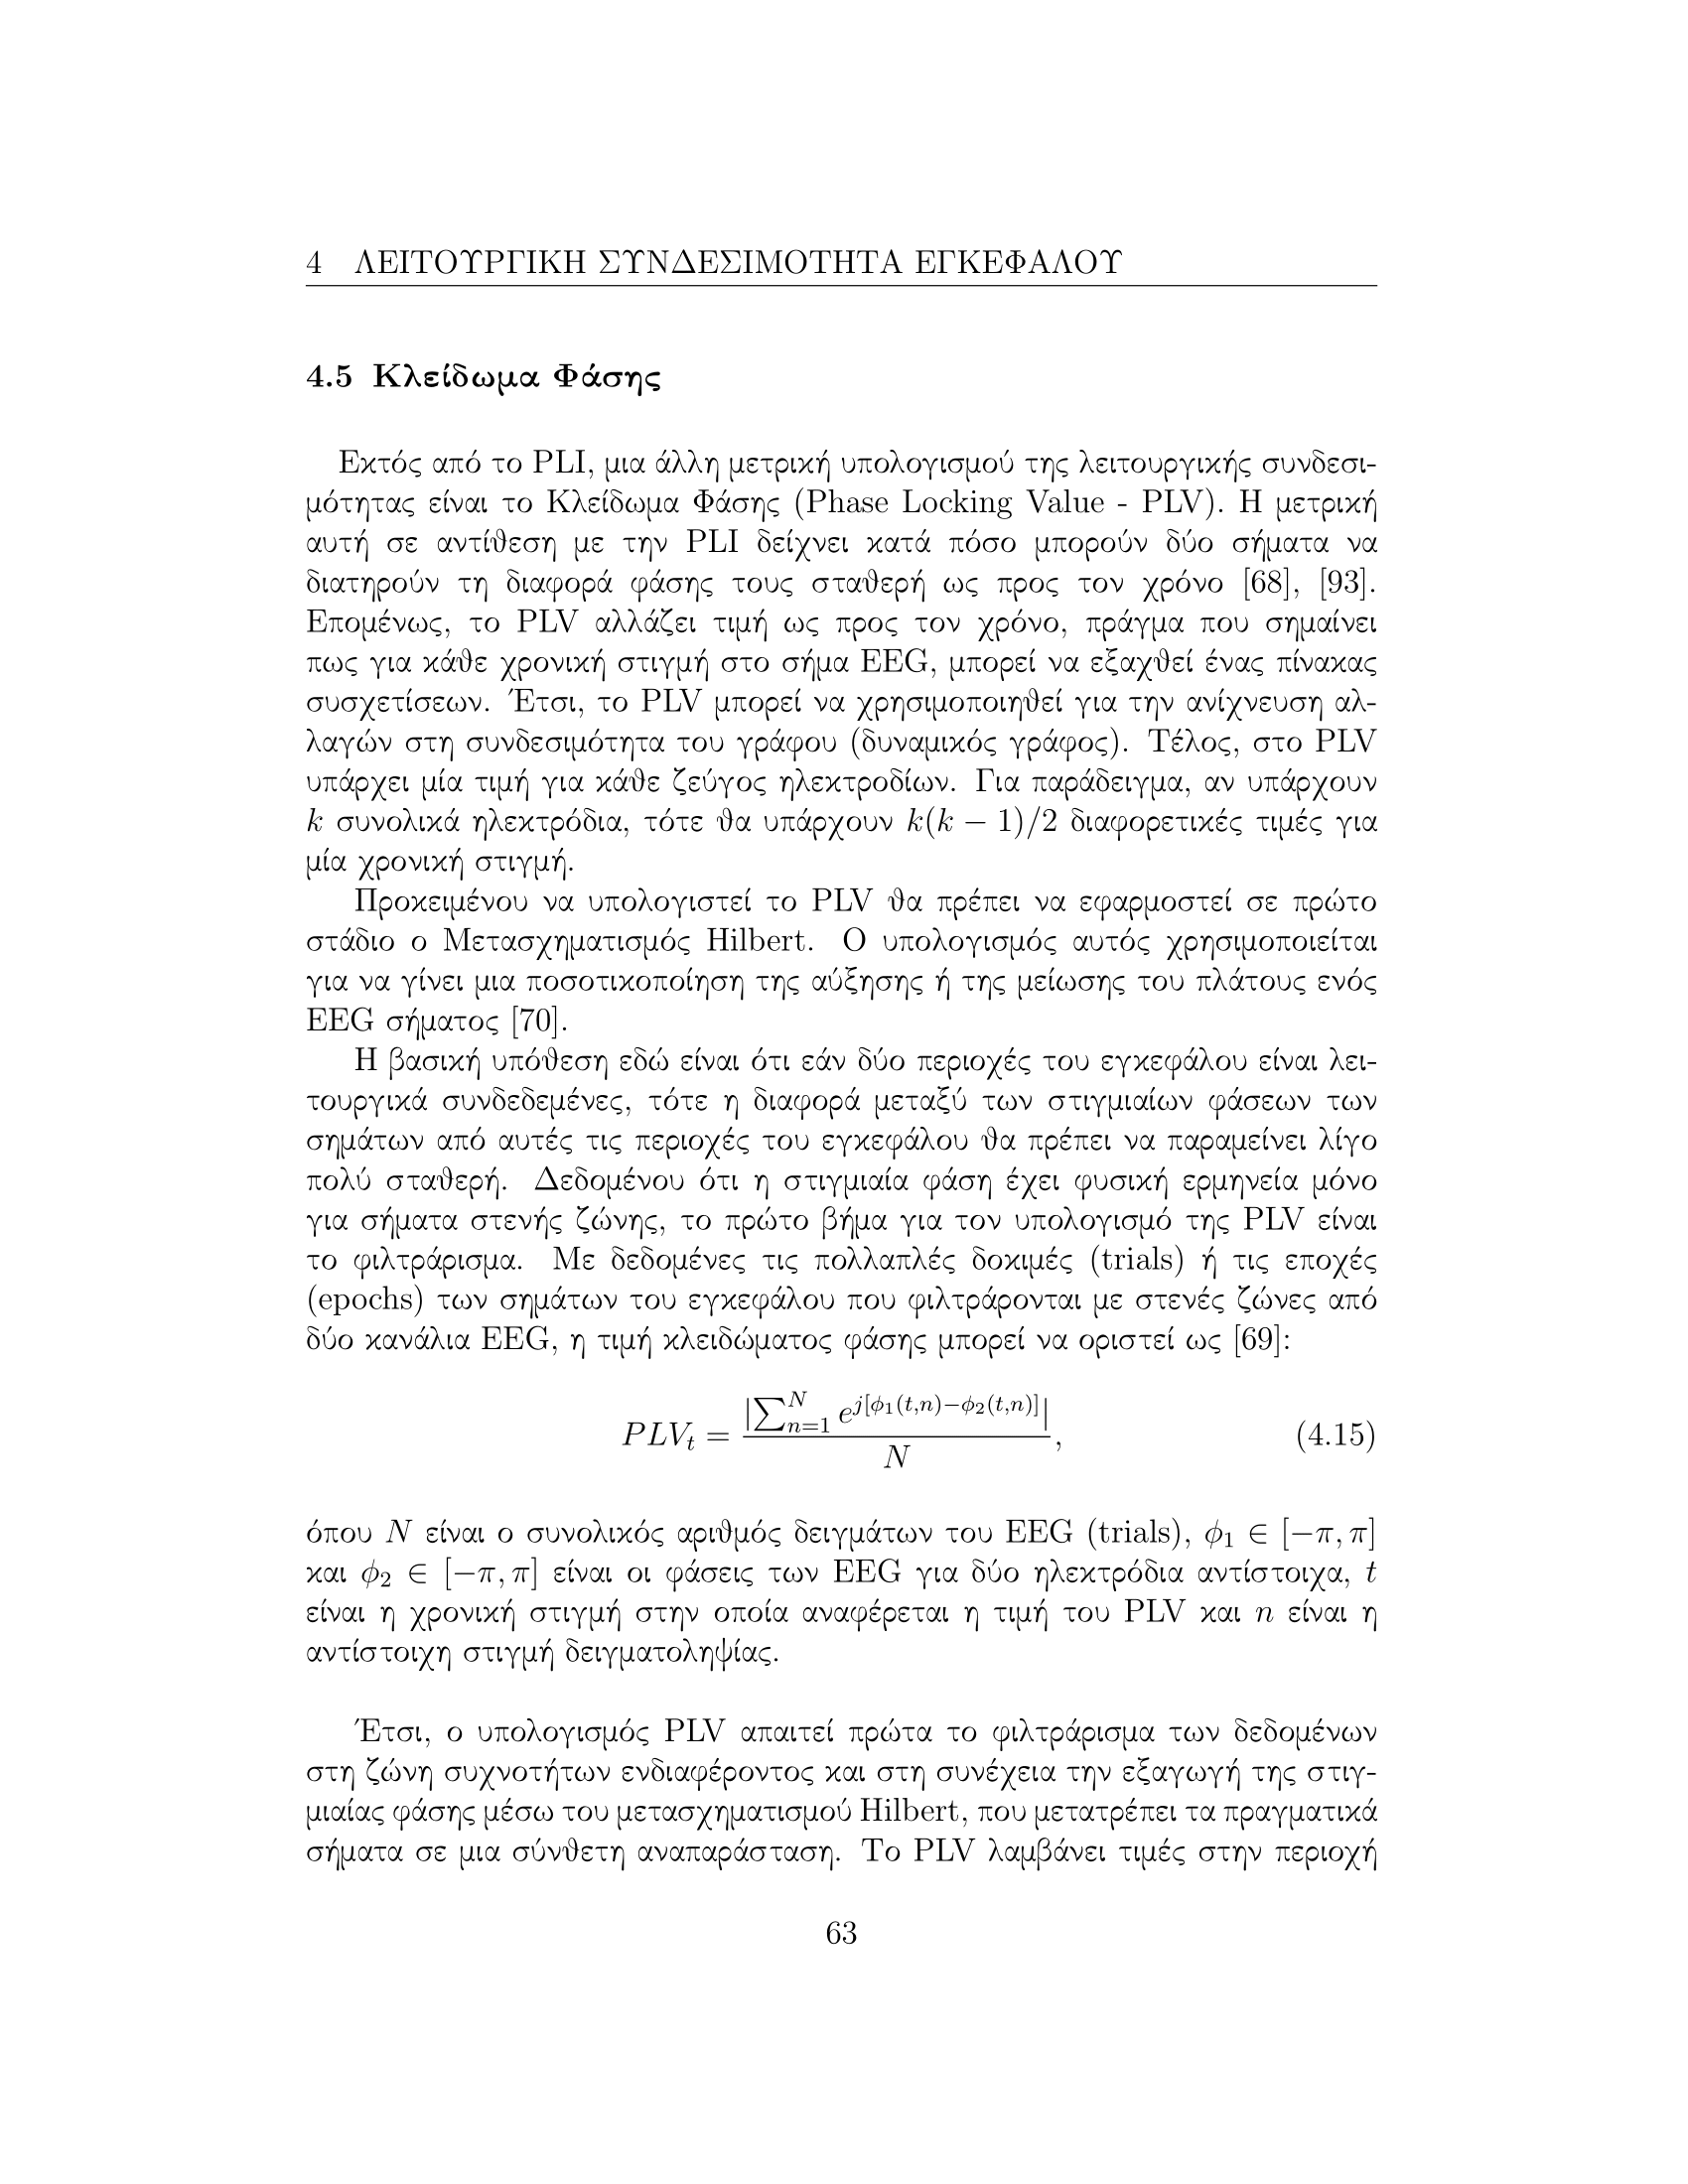 4 ΛΕΙΤΟΥΡΓΙΚΗ ΣΥΝΔΕΣΙΜΟΤΗΤΑ ΕΓΚΕΦΑΛΟΥ
4.5 Κλείδωμα Φάσης
Εκτός από το PLI, μια άλλη μετρική υπολογισμού της λειτουργικής συνδεσι-
μότητας είναι το Κλείδωμα Φάσης (Phase Locking Value - PLV). Η μετρική
αυτή σε αντίθεση με την PLI δείχνει κατά πόσο μπορούν δύο σήματα να
διατηρούν τη διαφορά φάσης τους σταθερή ως προς τον χρόνο [68], [93].
Επομένως, το PLV αλλάζει τιμή ως προς τον χρόνο, πράγμα που σημαίνει
πως για κάθε χρονική στιγμή στο σήμα EEG, μπορεί να εξαχθεί ένας πίνακας
συσχετίσεων. Έτσι, το PLV μπορεί να χρησιμοποιηθεί για την ανίχνευση αλ-
λαγών στη συνδεσιμότητα του γράφου (δυναμικός γράφος). Τέλος, στο PLV
υπάρχει μία τιμή για κάθε ζεύγος ηλεκτροδίων. Για παράδειγμα, αν υπάρχουν
k συνολικά ηλεκτρόδια, τότε θα υπάρχουν k(k − 1)/2 διαφορετικές τιμές για
μία χρονική στιγμή.
Προκειμένου να υπολογιστεί το PLV θα πρέπει να εφαρμοστεί σε πρώτο
στάδιο ο Μετασχηματισμός Hilbert. Ο υπολογισμός αυτός χρησιμοποιείται
για να γίνει μια ποσοτικοποίηση της αύξησης ή της μείωσης του πλάτους ενός
EEG σήματος [70].
Η βασική υπόθεση εδώ είναι ότι εάν δύο περιοχές του εγκεφάλου είναι λει-
τουργικά συνδεδεμένες, τότε η διαφορά μεταξύ των στιγμιαίων φάσεων των
σημάτων από αυτές τις περιοχές του εγκεφάλου θα πρέπει να παραμείνει λίγο
πολύ σταθερή. Δεδομένου ότι η στιγμιαία φάση έχει φυσική ερμηνεία μόνο
για σήματα στενής ζώνης, το πρώτο βήμα για τον υπολογισμό της PLV είναι
το φιλτράρισμα. Με δεδομένες τις πολλαπλές δοκιμές (trials) ή τις εποχές
(epochs) των σημάτων του εγκεφάλου που φιλτράρονται με στενές ζώνες από
δύο κανάλια EEG, η τιμή κλειδώματος φάσης μπορεί να οριστεί ως [69]:
$PLV_t = \frac{|\sum_{n=1}^{N} e^{j[\phi_1(t,n)-\phi_2(t,n)]}|}{N},$ (4.15)
όπου N είναι ο συνολικός αριθμός δειγμάτων του EEG (trials), ϕ₁ ∈ [−π, π]
και ϕ₂ ∈ [−π, π] είναι οι φάσεις των EEG για δύο ηλεκτρόδια αντίστοιχα, t
είναι η χρονική στιγμή στην οποία αναφέρεται η τιμή του PLV και n είναι η
αντίστοιχη στιγμή δειγματοληψίας.
Έτσι, ο υπολογισμός PLV απαιτεί πρώτα το φιλτράρισμα των δεδομένων
στη ζώνη συχνοτήτων ενδιαφέροντος και στη συνέχεια την εξαγωγή της στιγ-
μιαίας φάσης μέσω του μετασχηματισμού Hilbert, που μετατρέπει τα πραγματικά
σήματα σε μια σύνθετη αναπαράσταση. Το PLV λαμβάνει τιμές στην περιοχή
63